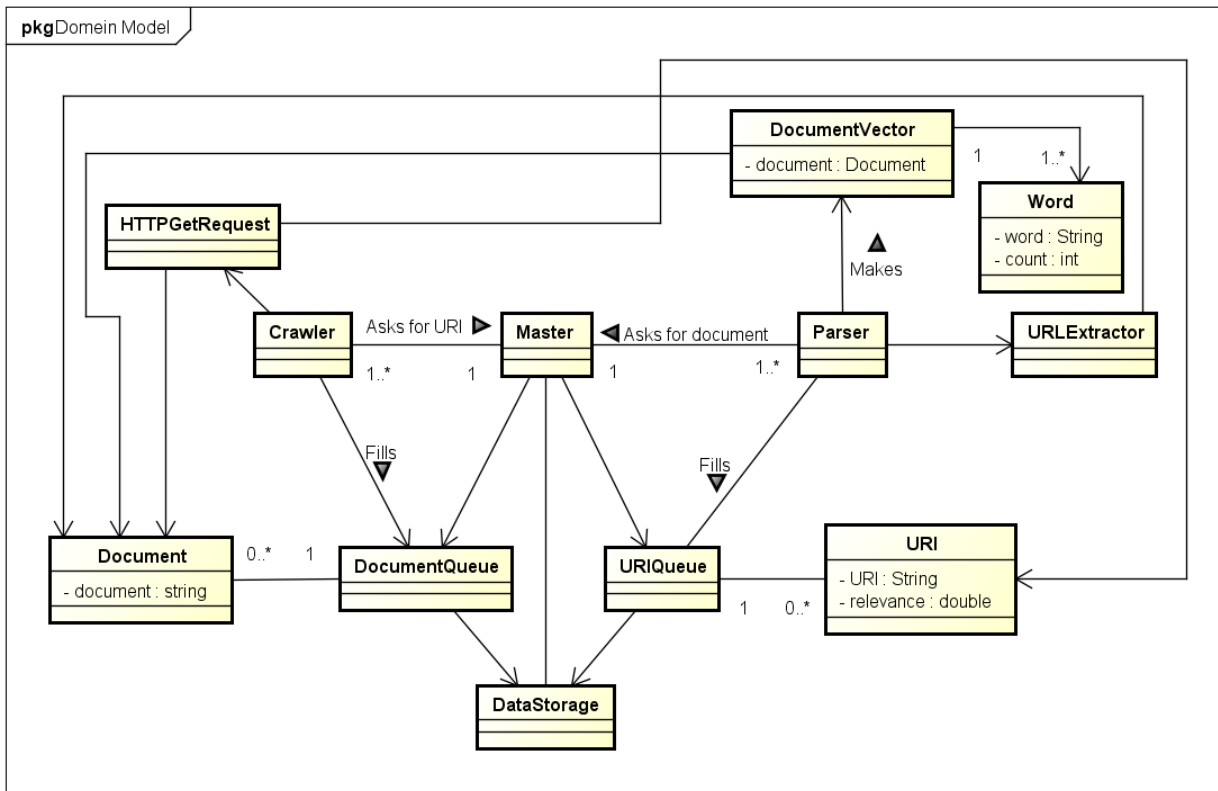 pkgDomein Model
DocumentVector
- document : Document
1
1..*
Word
- word : String
- count : int
HTTPGetRequest
Makes
Crawler
Asks for URI
Master
Asks for document
Parser
URLExtractor
1..*
1
1
1..*
Fills
Fills
Document
- document : string
0..*
1
DocumentQueue
URIQueue
1
0..*
URI
- URI : String
- relevance : double
DataStorage